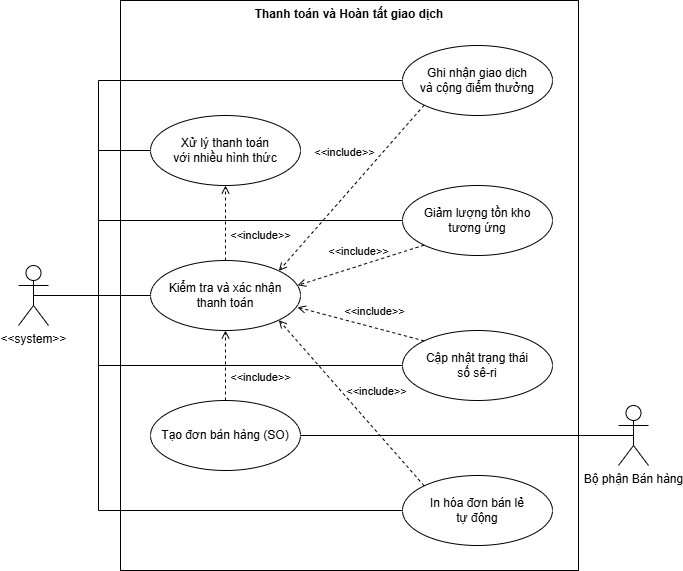 Thanh toán và Hoàn tất giao dịch
Ghi nhận giao dịch
và cộng điểm thưởng
Xử lý thanh toán
với nhiều hình thức
<<include>>
Giảm lượng tồn kho
tương ứng
<<include>>
<<include>>
Kiểm tra và xác nhận
thanh toán
<<include>>
<<system>>
Cập nhật trạng thái
số sê-ri
<<include>>
<<include>>
Tạo đơn bán hàng (SO)
Bộ phận Bán hàng
In hóa đơn bán lẻ
tự động